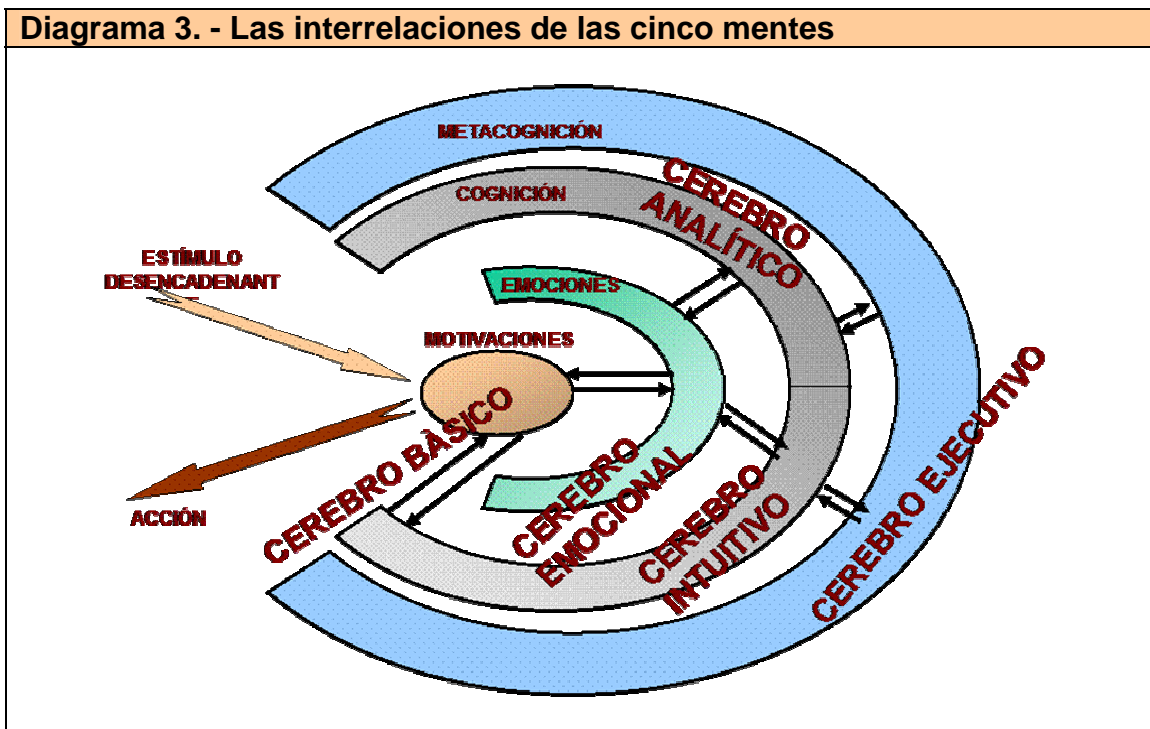 Diagrama 3. - Las interrelaciones de las cinco mentes
METACOGNICIÓN
COGNICIÓN
CEREBRO
ANALÍTICO
ESTÍMULO
DESENCADENANT
EMOCIONES
MOTIVACIONES
CEREBRO BÀSICO
ACCIÓN
CEREBRO
EMOCIONAL
CEREBRO
INTUITIVO
CEREBRO EJECUTIVO